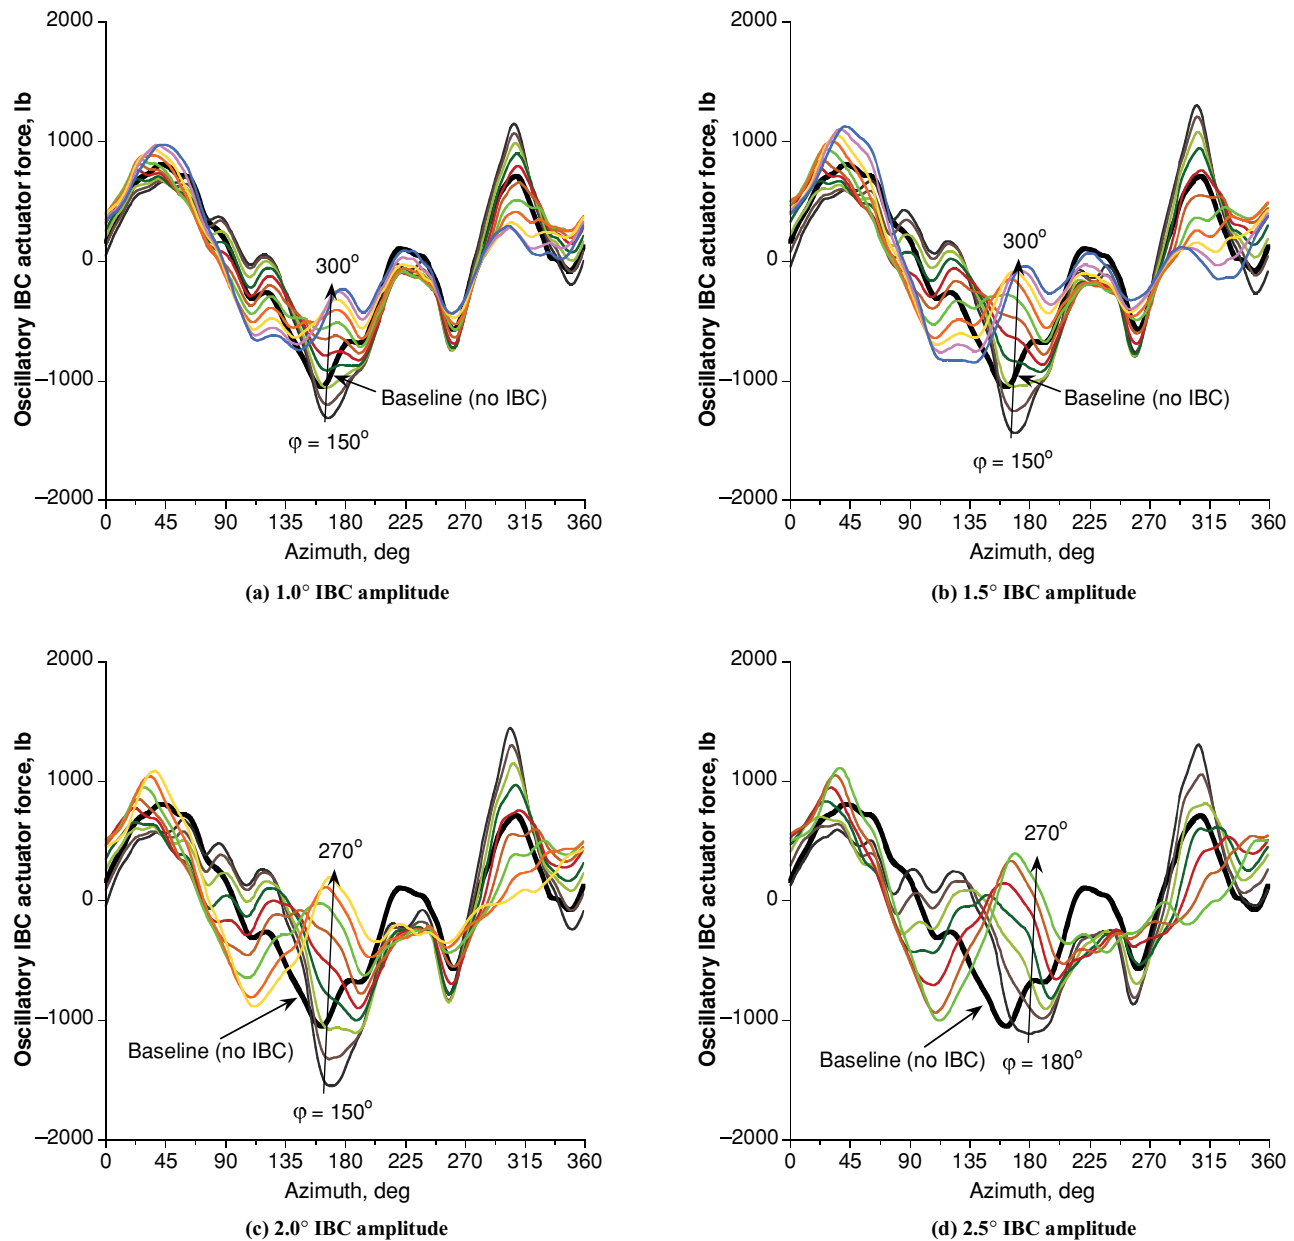 2000
1000
0
−1000
−2000
Oscillatory IBC actuator force, lb
300°
Baseline (no IBC)
φ = 150°
0 45 90 135 180 225 270 315 360
Azimuth, deg
(a) 1.0° IBC amplitude
2000
1000
0
−1000
−2000
Oscillatory IBC actuator force, lb
300°
Baseline (no IBC)
φ = 150°
0 45 90 135 180 225 270 315 360
Azimuth, deg
(b) 1.5° IBC amplitude
2000
1000
0
−1000
−2000
Oscillatory IBC actuator force, lb
270°
Baseline (no IBC)
φ = 150°
0 45 90 135 180 225 270 315 360
Azimuth, deg
(c) 2.0° IBC amplitude
2000
1000
0
−1000
−2000
Oscillatory IBC actuator force, lb
270°
Baseline (no IBC)
φ = 180°
0 45 90 135 180 225 270 315 360
Azimuth, deg
(d) 2.5° IBC amplitude